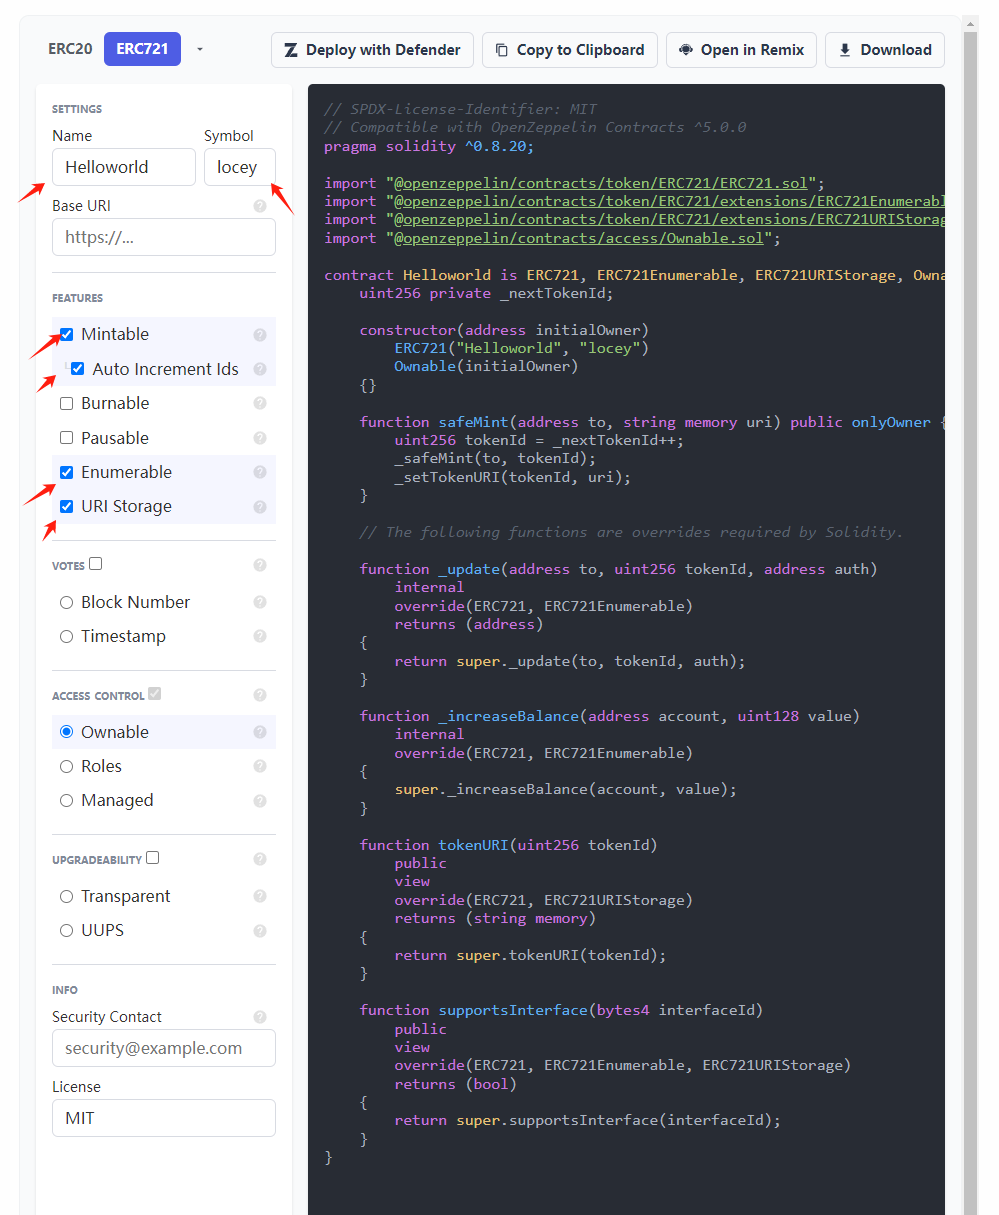 ERC20 ERC721 Deploy with Defender Copy to Clipboard Open in Remix Download
SETTINGS
Name Symbol
Helloworld locey
Base URI
https://...
FEATURES
Mintable
Auto Increment Ids
Burnable
Pausable
Enumerable
URI Storage
VOTES
Block Number
Timestamp
ACCESS CONTROL
Ownable
Roles
Managed
UPGRADEABILITY
Transparent
UUPS
INFO
Security Contact
security@example.com
License
MIT
// SPDX-License-Identifier: MIT
// Compatible with OpenZeppelin Contracts ^5.0.0
pragma solidity ^0.8.20;
import "@openzeppelin/contracts/token/ERC721/ERC721.sol";
import "@openzeppelin/contracts/token/ERC721/extensions/ERC721Enumerabl
import "@openzeppelin/contracts/token/ERC721/extensions/ERC721URIStorag
import "@openzeppelin/contracts/access/Ownable.sol";
contract Helloworld is ERC721, ERC721Enumerable, ERC721URIStorage, Owna
uint256 private _nextTokenId;
constructor(address initialOwner)
ERC721("Helloworld", "locey")
Ownable(initialOwner)
{}
function safeMint(address to, string memory uri) public onlyOwner {
uint256 tokenId = _nextTokenId++;
_safeMint(to, tokenId);
_setTokenURI(tokenId, uri);
}
// The following functions are overrides required by Solidity.
function _update(address to, uint256 tokenId, address auth)
internal
override(ERC721, ERC721Enumerable)
returns (address)
{
return super._update(to, tokenId, auth);
}
function _increaseBalance(address account, uint128 value)
internal
override(ERC721, ERC721Enumerable)
{
super._increaseBalance(account, value);
}
function tokenURI(uint256 tokenId)
public
view
override(ERC721, ERC721URIStorage)
returns (string memory)
{
return super.tokenURI(tokenId);
}
function supportsInterface(bytes4 interfaceId)
public
view
override(ERC721, ERC721Enumerable, ERC721URIStorage)
returns (bool)
{
return super.supportsInterface(interfaceId);
}
}